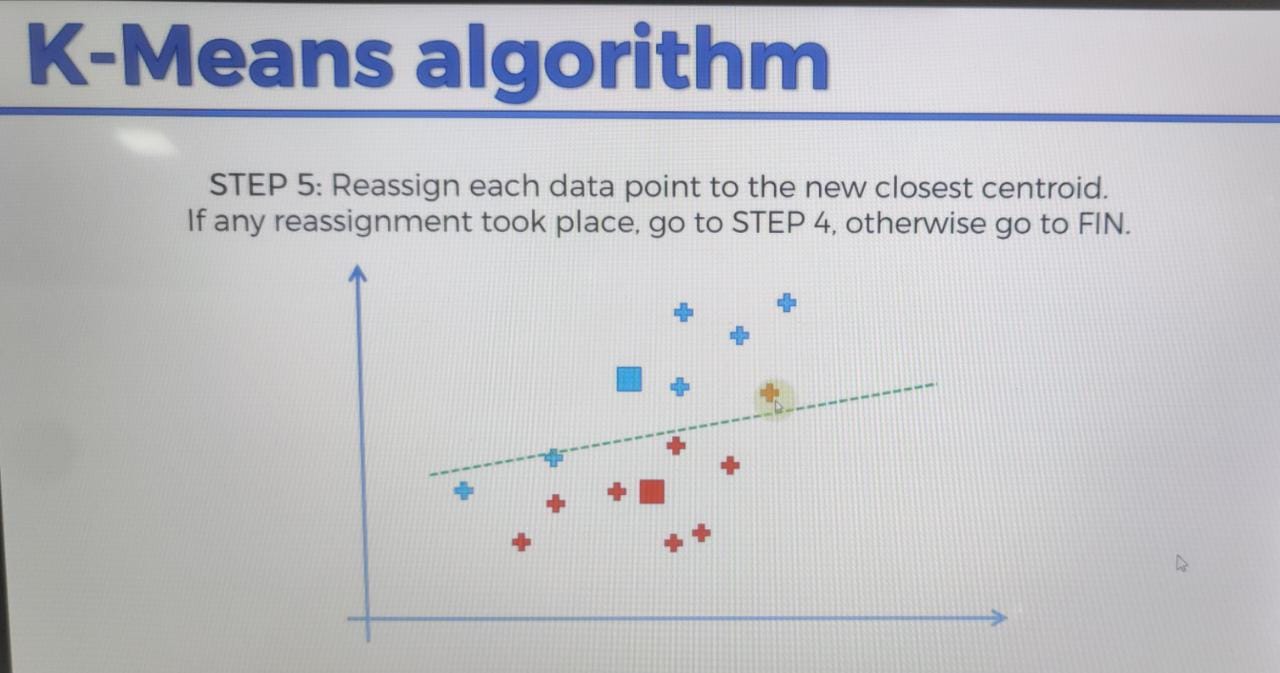 K-Means algorithm
STEP 5: Reassign each data point to the new closest centroid.
If any reassignment took place, go to STEP 4, otherwise go to FIN.